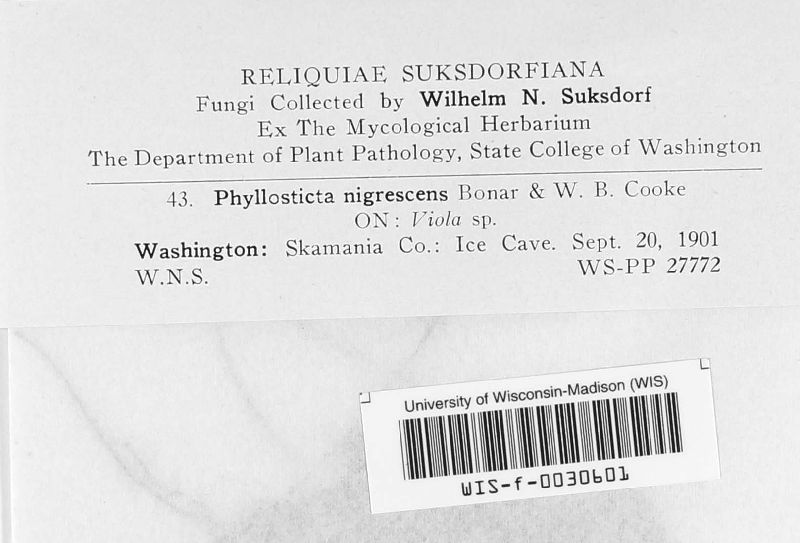 RELIQUIAE SUKSDORFIANA
Fungi Collected by Wilhelm N. Suksdorf
Ex The Mycological Herbarium
The Department of Plant Pathology, State College of Washington
43. Phyllosticta nigrescens Bonar & W. B. Cooke
ON: Viola sp.
Washington: Skamania Co.: Ice Cave. Sept. 20, 1901
W.N.S. WS-PP 27772
University of Wisconsin-Madison (WIS)
WIS-f-0030601